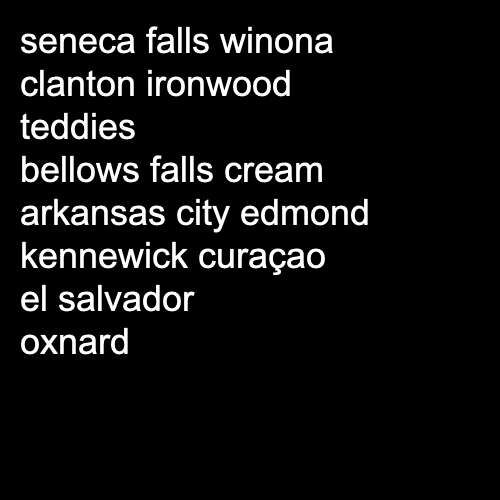 seneca falls winona
clanton ironwood
teddies
bellows falls cream
arkansas city edmond
kennewick curaçao
el salvador
oxnard